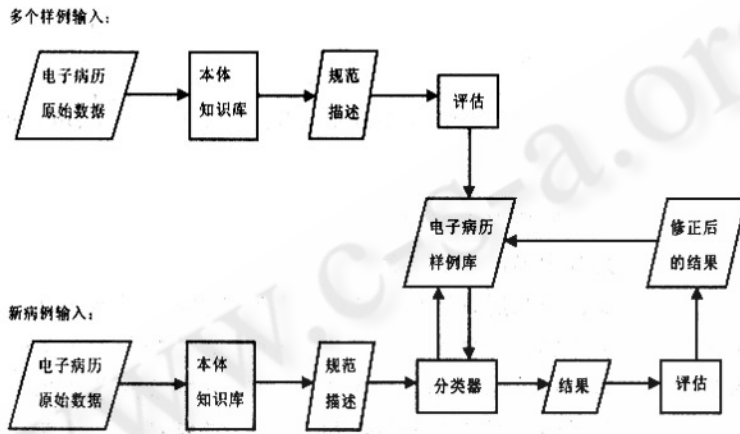 多个样例输入：
电子病历
原始数据
本体
知识库
规范
描述
评估
电子病历
样例库
修正后
的结果
新病例输入：
电子病历
原始数据
本体
知识库
规范
描述
分类器
结果
评估
www.c-s-a.org